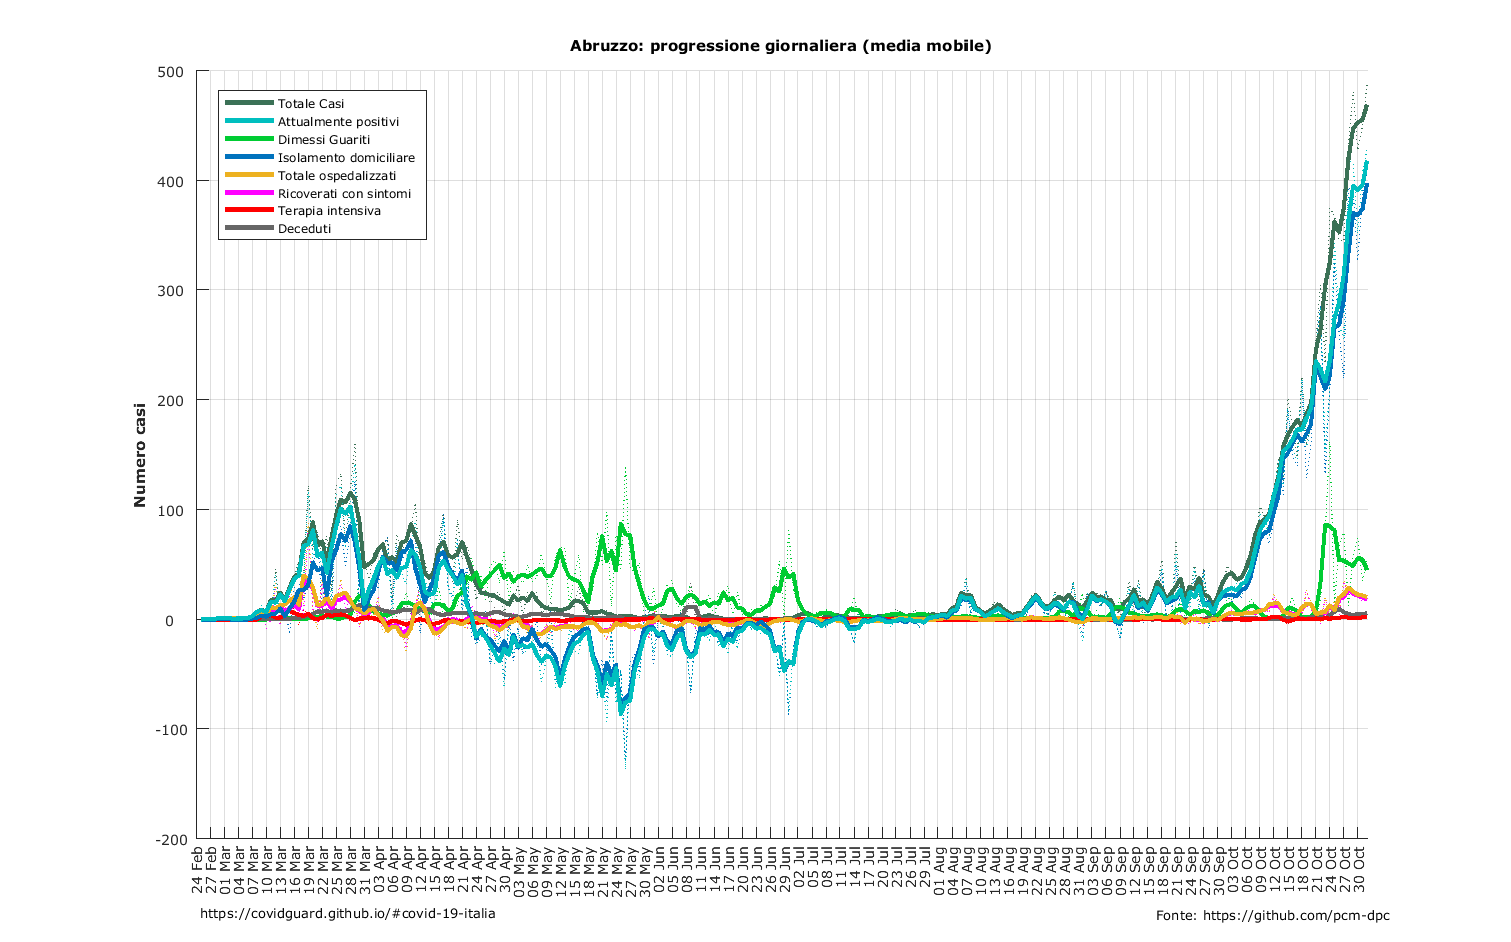 Abruzzo: progressione giornaliera (media mobile)
500
400
300
200
100
0
-100
-200
Numero casi
Totale Casi
Attualmente positivi
Dimessi Guariti
Isolamento domiciliare
Totale ospedalizzati
Ricoverati con sintomi
Terapia intensiva
Deceduti
24 Feb
27 Feb
01 Mar
04 Mar
07 Mar
10 Mar
13 Mar
16 Mar
19 Mar
22 Mar
25 Mar
28 Mar
31 Mar
03 Apr
06 Apr
09 Apr
12 Apr
15 Apr
18 Apr
21 Apr
24 Apr
27 Apr
30 Apr
03 May
06 May
09 May
12 May
15 May
18 May
21 May
24 May
27 May
30 May
02 Jun
05 Jun
08 Jun
11 Jun
14 Jun
17 Jun
20 Jun
23 Jun
26 Jun
29 Jun
02 Jul
05 Jul
08 Jul
11 Jul
14 Jul
17 Jul
20 Jul
23 Jul
26 Jul
29 Jul
01 Aug
04 Aug
07 Aug
10 Aug
13 Aug
16 Aug
19 Aug
22 Aug
25 Aug
28 Aug
31 Aug
03 Sep
06 Sep
09 Sep
12 Sep
15 Sep
18 Sep
21 Sep
24 Sep
27 Sep
30 Sep
03 Oct
06 Oct
09 Oct
12 Oct
15 Oct
18 Oct
21 Oct
24 Oct
27 Oct
30 Oct
https://covidguard.github.io/#covid-19-italia
Fonte: https://github.com/pcm-dpc